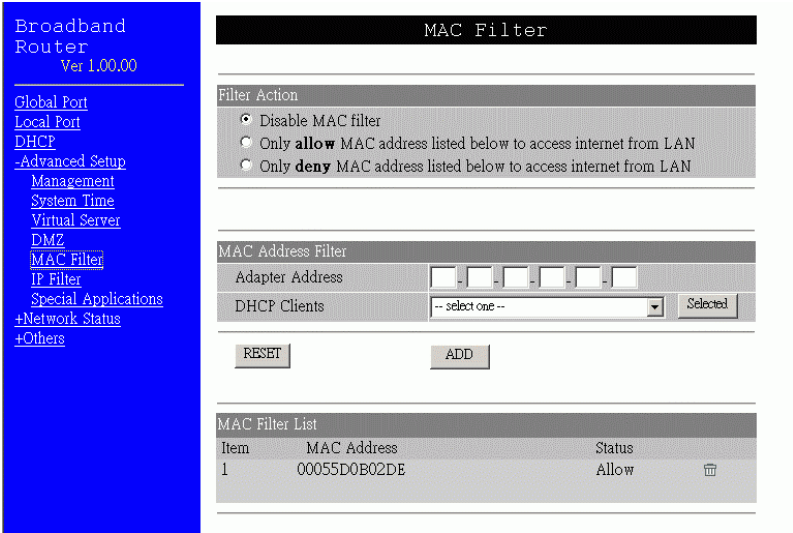 Broadband
Router
Ver 1.00.00
Global Port
Local Port
DHCP
-Advanced Setup
Management
System Time
Virtual Server
DMZ
MAC Filter
IP Filter
Special Applications
+Network Status
+Others
MAC Filter
Filter Action
Disable MAC filter
Only allow MAC address listed below to access internet from LAN
Only deny MAC address listed below to access internet from LAN
MAC Address Filter
Adapter Address - - - - -
DHCP Clients -- select one -- Selected
RESET ADD
MAC Filter List
Item MAC Address Status
1 00055D0B02DE Allow